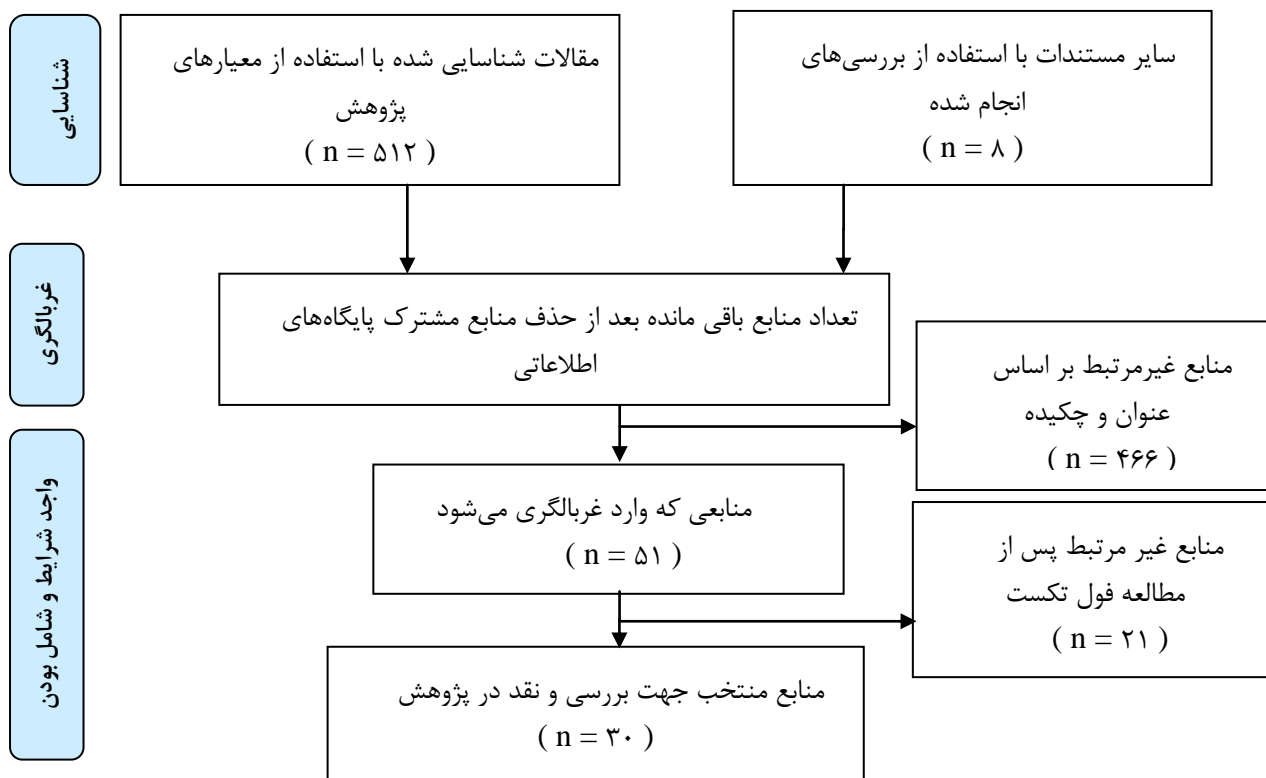 شناسایی
مقالات شناسایی شده با استفاده از معیارهای
پژوهش
( n = ۵۱۲ )
سایر مستندات با استفاده از بررسی‌های
انجام شده
( n = ۸ )
غربالگری
تعداد منابع باقی مانده بعد از حذف منابع مشترک پایگاه‌های
اطلاعاتی
منابع غیرمرتبط بر اساس
عنوان و چکیده
( n = ۴۶۶ )
واجد شرایط و شامل بودن
منابعی که وارد غربالگری می‌شود
( n = ۵۱ )
منابع غیر مرتبط پس از
مطالعه فول تکست
( n = ۲۱ )
منابع منتخب جهت بررسی و نقد در پژوهش
( n = ۳۰ )